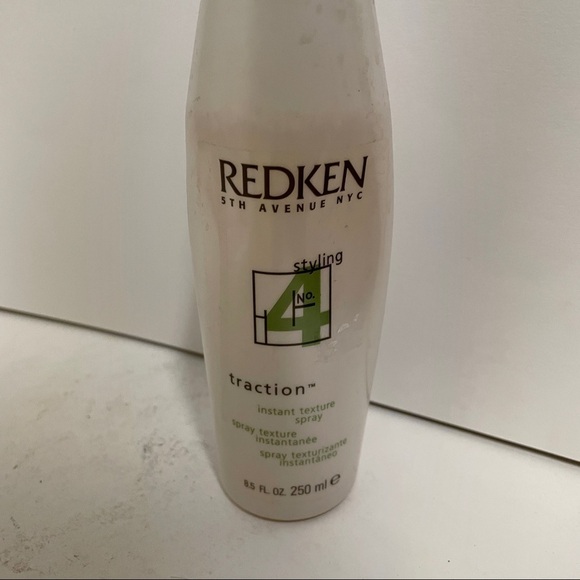 REDKEN
5TH AVENUE NYC
styling
No.
4
traction™
instant texture
spray
spray texture
instantanée
spray texturizante
instantáneo
8.5 FL. OZ. 250 ml ℮